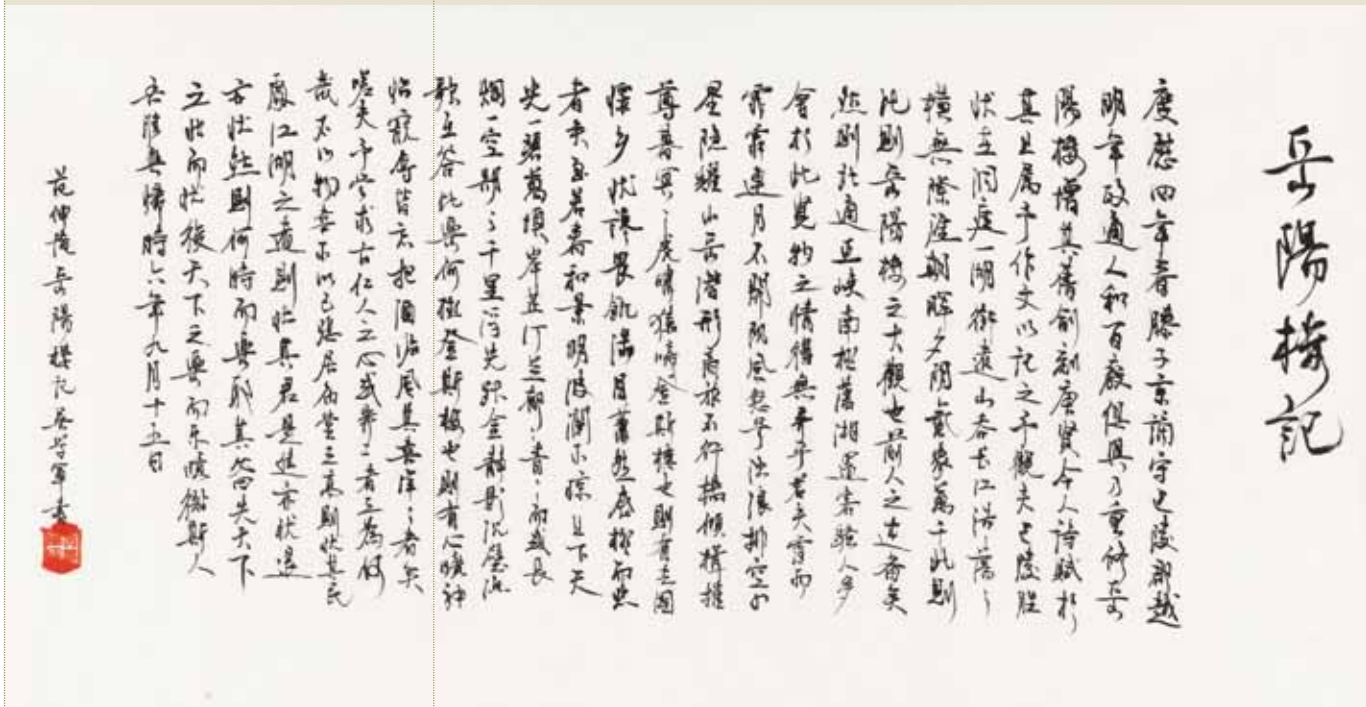 岳陽樓記
慶曆四年春滕子京謫守巴陵郡越
明年政通人和百廢俱興乃重修岳
陽樓增其舊制刻唐賢今人詩賦於
其上屬予作文以記之予觀夫巴陵勝
狀在洞庭一湖銜遠山吞長江浩蕩〻
橫無際涯朝暉夕陰氣象萬千此則
此則岳陽樓之大觀也前人之述備矣
然則北通巫峽南極瀟湘遷客騷人多
會於此覽物之情得無異乎若夫霪雨
霏霏連月不開陰風怒號濁浪排空日
星隱耀山岳潛形商旅不行檣傾楫摧
薄暮冥〻虎嘯猿啼登斯樓也則有去國
懷鄉憂讒畏譏滿目蕭然感極而悲
者矣至若春和景明波瀾不驚上下天
光一碧萬頃岸芷汀蘭郁〻青〻而或長
煙一空皓〻千里浮光躍金靜影沉璧漁
歌互答此樂何極登斯樓也則有心曠神
怡寵辱皆忘把酒臨風其喜洋〻者矣
嗟夫予嘗求古仁人之心或異二者之為何
哉不以物喜不以己悲居廟堂之高則憂其民
處江湖之遠則憂其君是進亦憂退
亦憂然則何時而樂耶其必曰先天下
之憂而憂後天下之樂而樂噫微斯人
吾誰與歸時六年九月十五日
范仲淹岳陽樓記 軍書